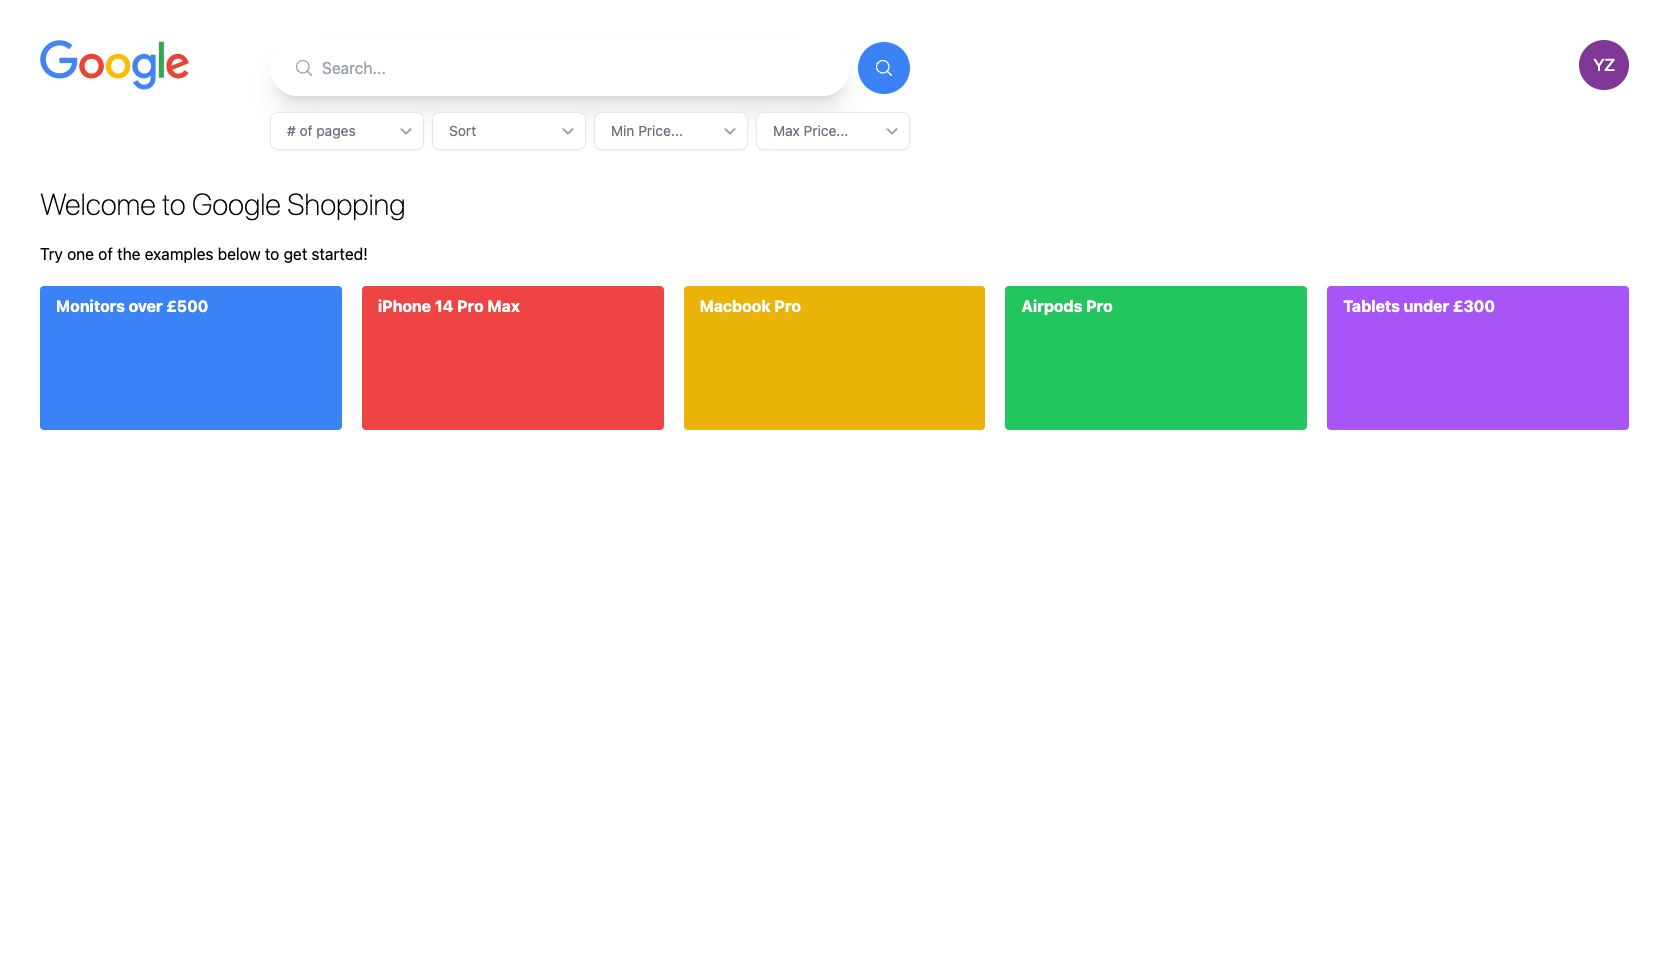 Google
Search...
YZ
# of pages
Sort
Min Price...
Max Price...
Welcome to Google Shopping
Try one of the examples below to get started!
Monitors over £500
iPhone 14 Pro Max
Macbook Pro
Airpods Pro
Tablets under £300